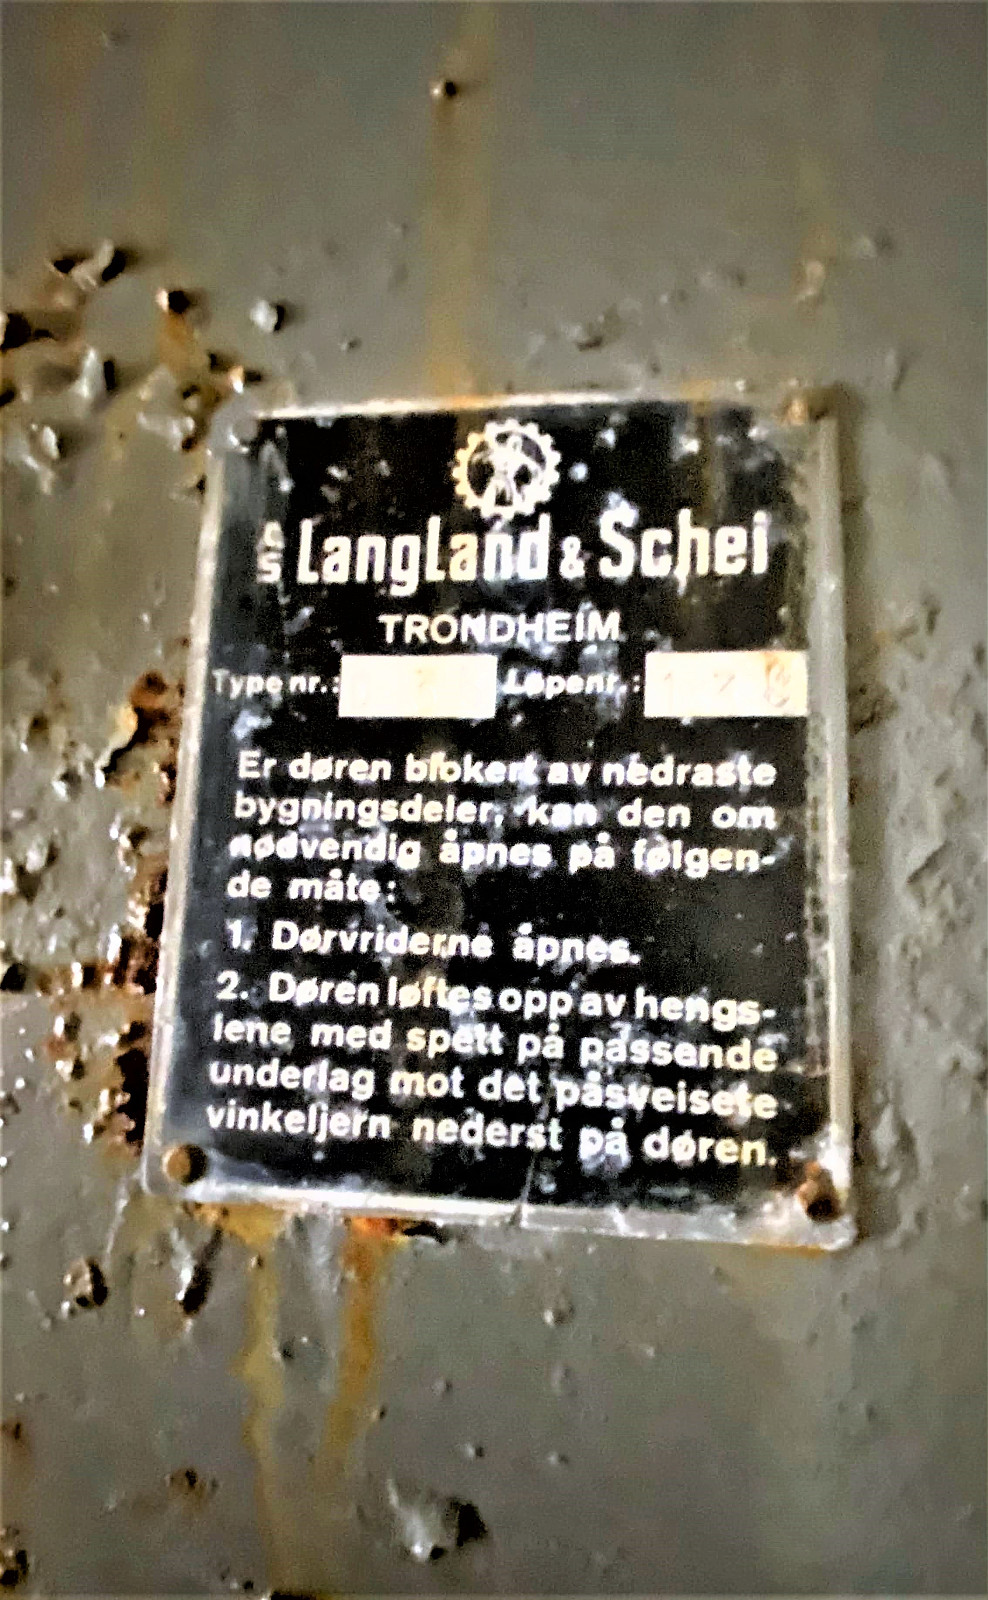 A/S Langland & Schei
TRONDHEIM
Type nr.: Løpenr.:
Er døren blokert av nedraste
bygningsdeler, kan den om
nødvendig åpnes på følgen-
de måte:
1. Dørvriderne åpnes.
2. Døren løftes opp av hengs-
lene med spett på passende
underlag mot det påsveisete
vinkeljern nederst på døren.